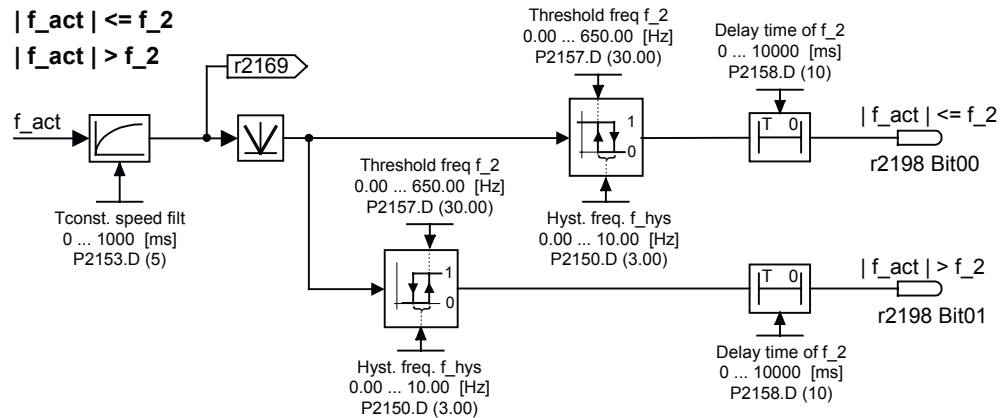 | f_act | <= f_2
| f_act | > f_2
r2169
f_act
Tconst. speed filt
0 ... 1000 [ms]
P2153.D (5)
Threshold freq f_2
0.00 ... 650.00 [Hz]
P2157.D (30.00)
1
0
Hyst. freq. f_hys
0.00 ... 10.00 [Hz]
P2150.D (3.00)
Delay time of f_2
0 ... 10000 [ms]
P2158.D (10)
T 0
| f_act | <= f_2
r2198 Bit00
Threshold freq f_2
0.00 ... 650.00 [Hz]
P2157.D (30.00)
1
0
Hyst. freq. f_hys
0.00 ... 10.00 [Hz]
P2150.D (3.00)
T 0
Delay time of f_2
0 ... 10000 [ms]
P2158.D (10)
| f_act | > f_2
r2198 Bit01